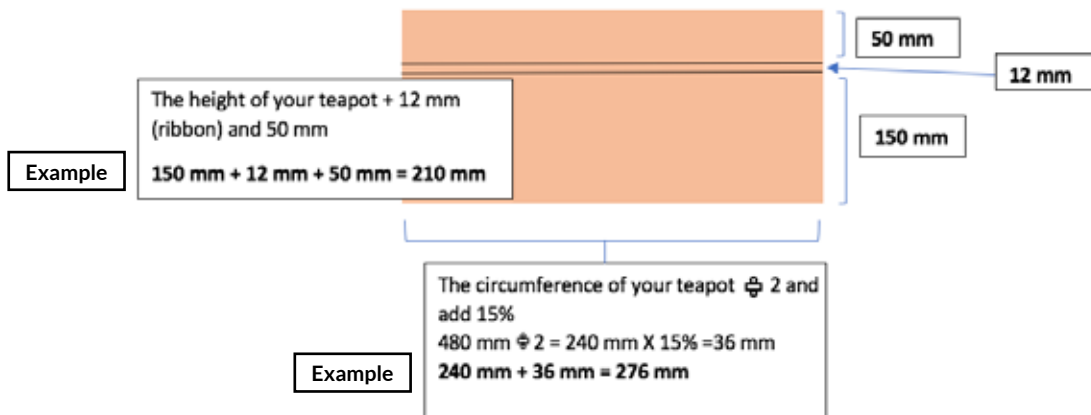 50 mm
12 mm
The height of your teapot + 12 mm
(ribbon) and 50 mm
150 mm
Example
150 mm + 12 mm + 50 mm = 210 mm
The circumference of your teapot ➗ 2 and
add 15%
480 mm ➗ 2 = 240 mm X 15% =36 mm
Example
240 mm + 36 mm = 276 mm